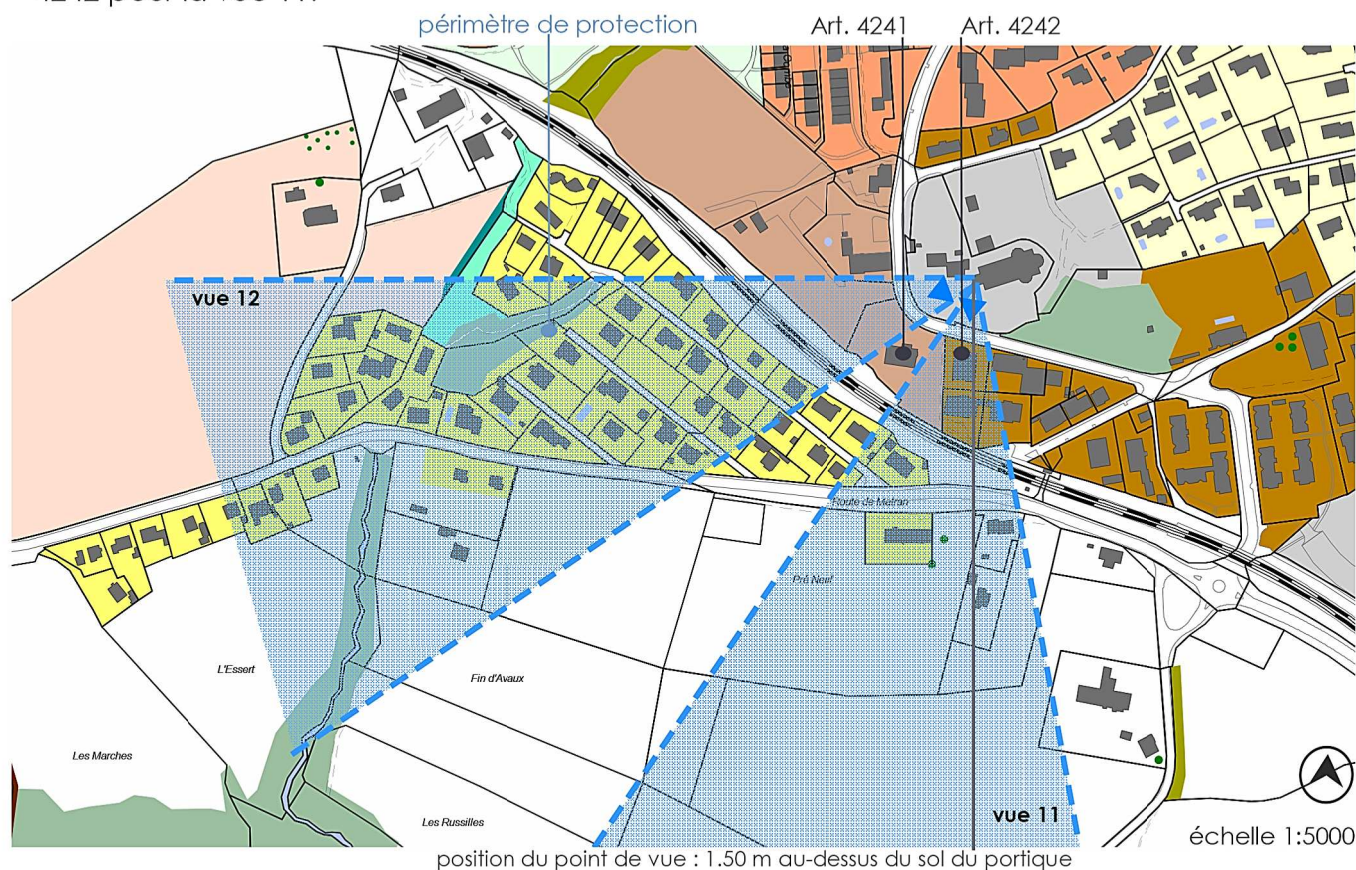 périmètre de protection
Art. 4241
Art. 4242
vue 12
Route de Matran
Pré Neuf
L'Essert
Fin d'Avaux
Les Marches
Les Russilles
vue 11
échelle 1:5000
position du point de vue : 1.50 m au-dessus du sol du portique